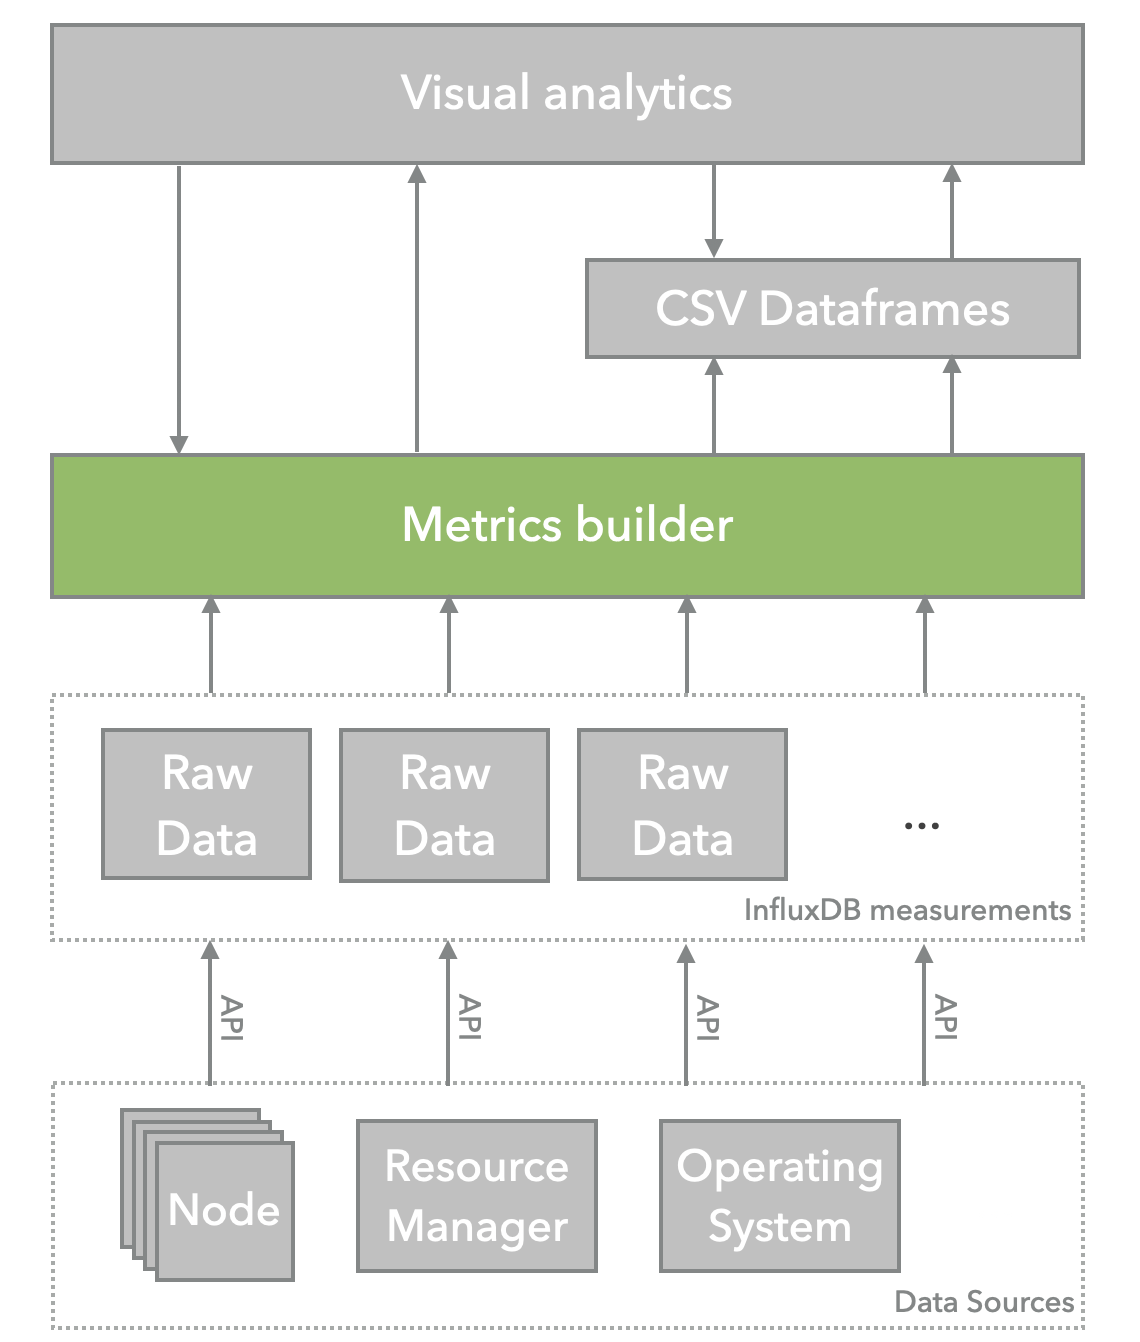 Visual analytics
CSV Dataframes
Metrics builder
Raw
Data
Raw
Data
Raw
Data
...
InfluxDB measurements
API
API
API
API
Node
Resource
Manager
Operating
System
Data Sources